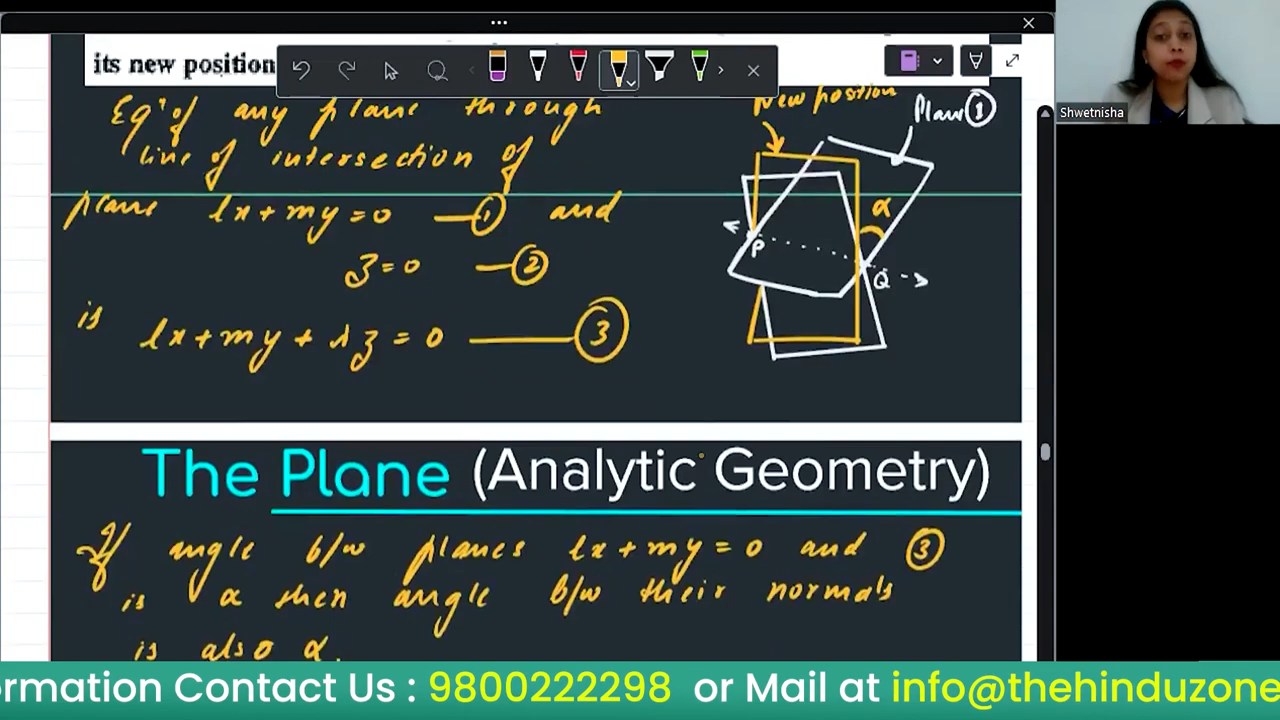 its new position
Eqⁿ of any plane through
line of intersection of
plane lx + my = 0 —① and
z = 0 —②
is lx + my + λz = 0 ——③
New position
Plane ①
α
P
Q
Shwetnisha
The Plane (Analytic Geometry)
If angle b/w planes lx + my = 0 and ③
is α then angle b/w their normals
is also α.
ormation Contact Us : 9800222298 or Mail at info@thehinduzone